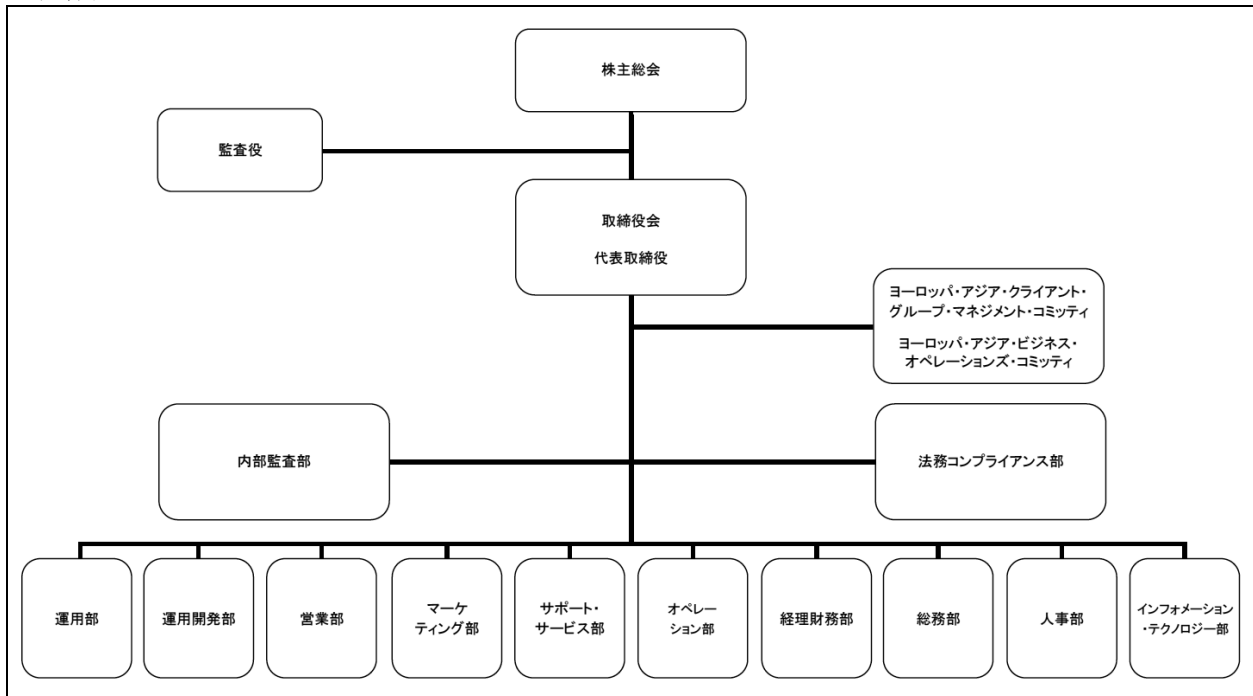 株主総会
監査役
取締役会
代表取締役
ヨーロッパ・アジア・クライアント・
グループ・マネジメント・コミッティ
ヨーロッパ・アジア・ビジネス・
オペレーションズ・コミッティ
内部監査部
法務コンプライアンス部
運用部
運用開発部
営業部
マーケ
ティング部
サポート・
サービス部
オペレー
ション部
経理財務部
総務部
人事部
インフォメーション
・テクノロジー部